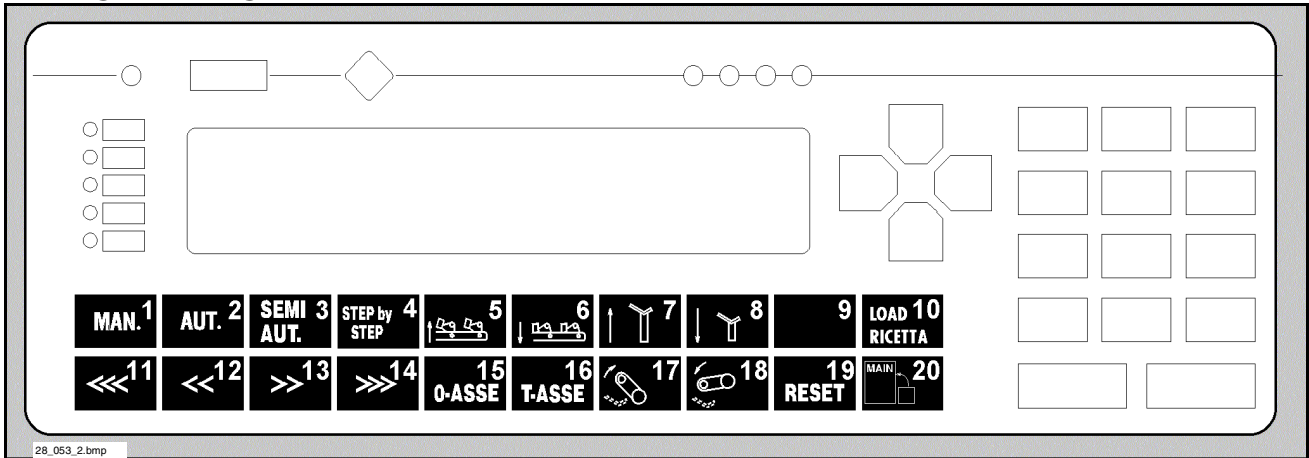 MAN. 1
AUT. 2
SEMI 3
AUT.
STEP by 4
STEP
5
6
7
8
9
LOAD 10
RICETTA
<<< 11
<< 12
>> 13
>>> 14
15
0-ASSE
16
T-ASSE
17
18
19
RESET
MAIN 20
28_053_2.bmp